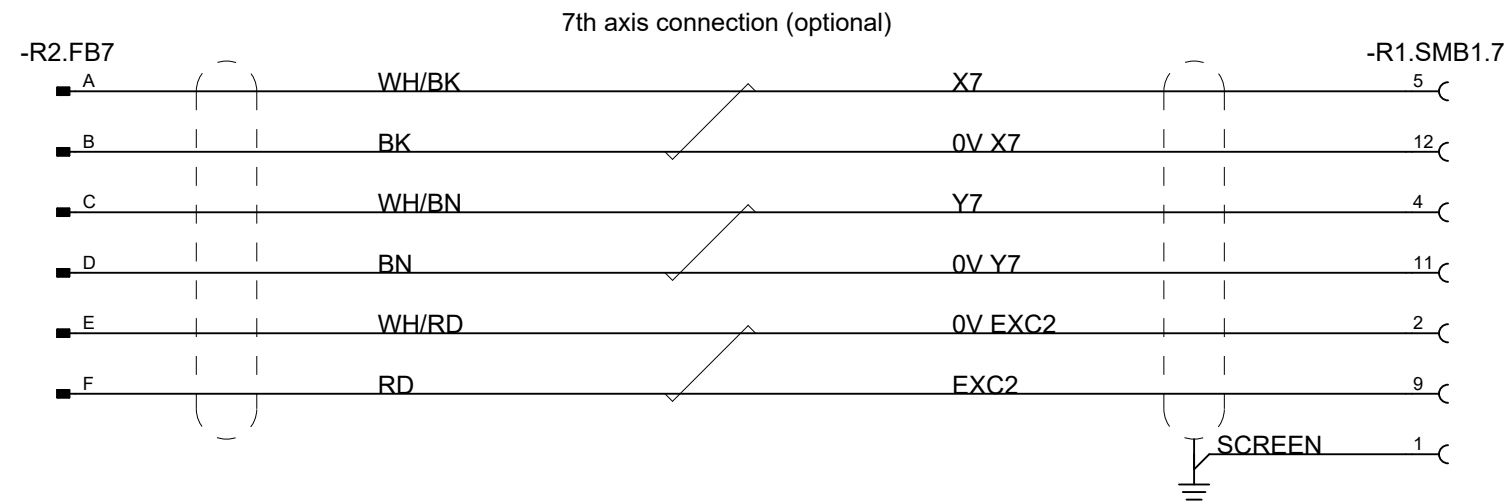 7th axis connection (optional)
-R2.FB7 -R1.SMB1.7
A WH/BK X7 5
B BK 0V X7 12
C WH/BN Y7 4
D BN 0V Y7 11
E WH/RD 0V EXC2 2
F RD EXC2 9
SCREEN 1